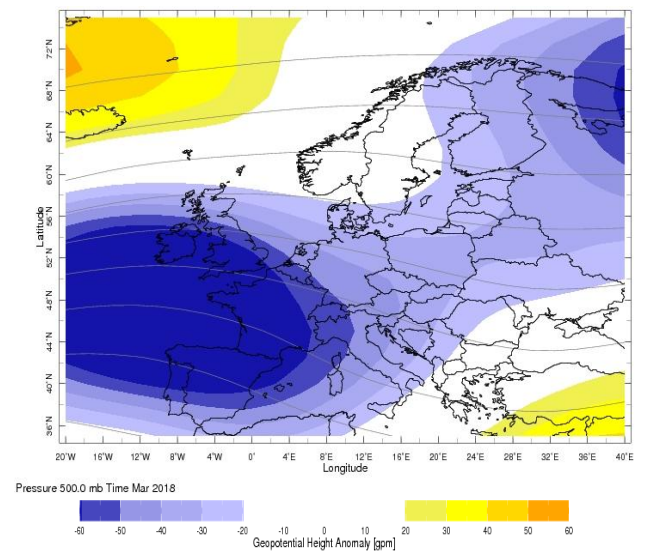 72˚N
68˚N
64˚N
60˚N
56˚N
52˚N
48˚N
44˚N
40˚N
36˚N
Latitude
20˚W 16˚W 12˚W 8˚W 4˚W 0˚ 4˚E 8˚E 12˚E 16˚E 20˚E 24˚E 28˚E 32˚E 36˚E 40˚E
Longitude
Pressure 500.0 mb Time Mar 2018
-60 -50 -40 -30 -20 -10 0 10 20 30 40 50 60
Geopotential Height Anomaly [gpm]